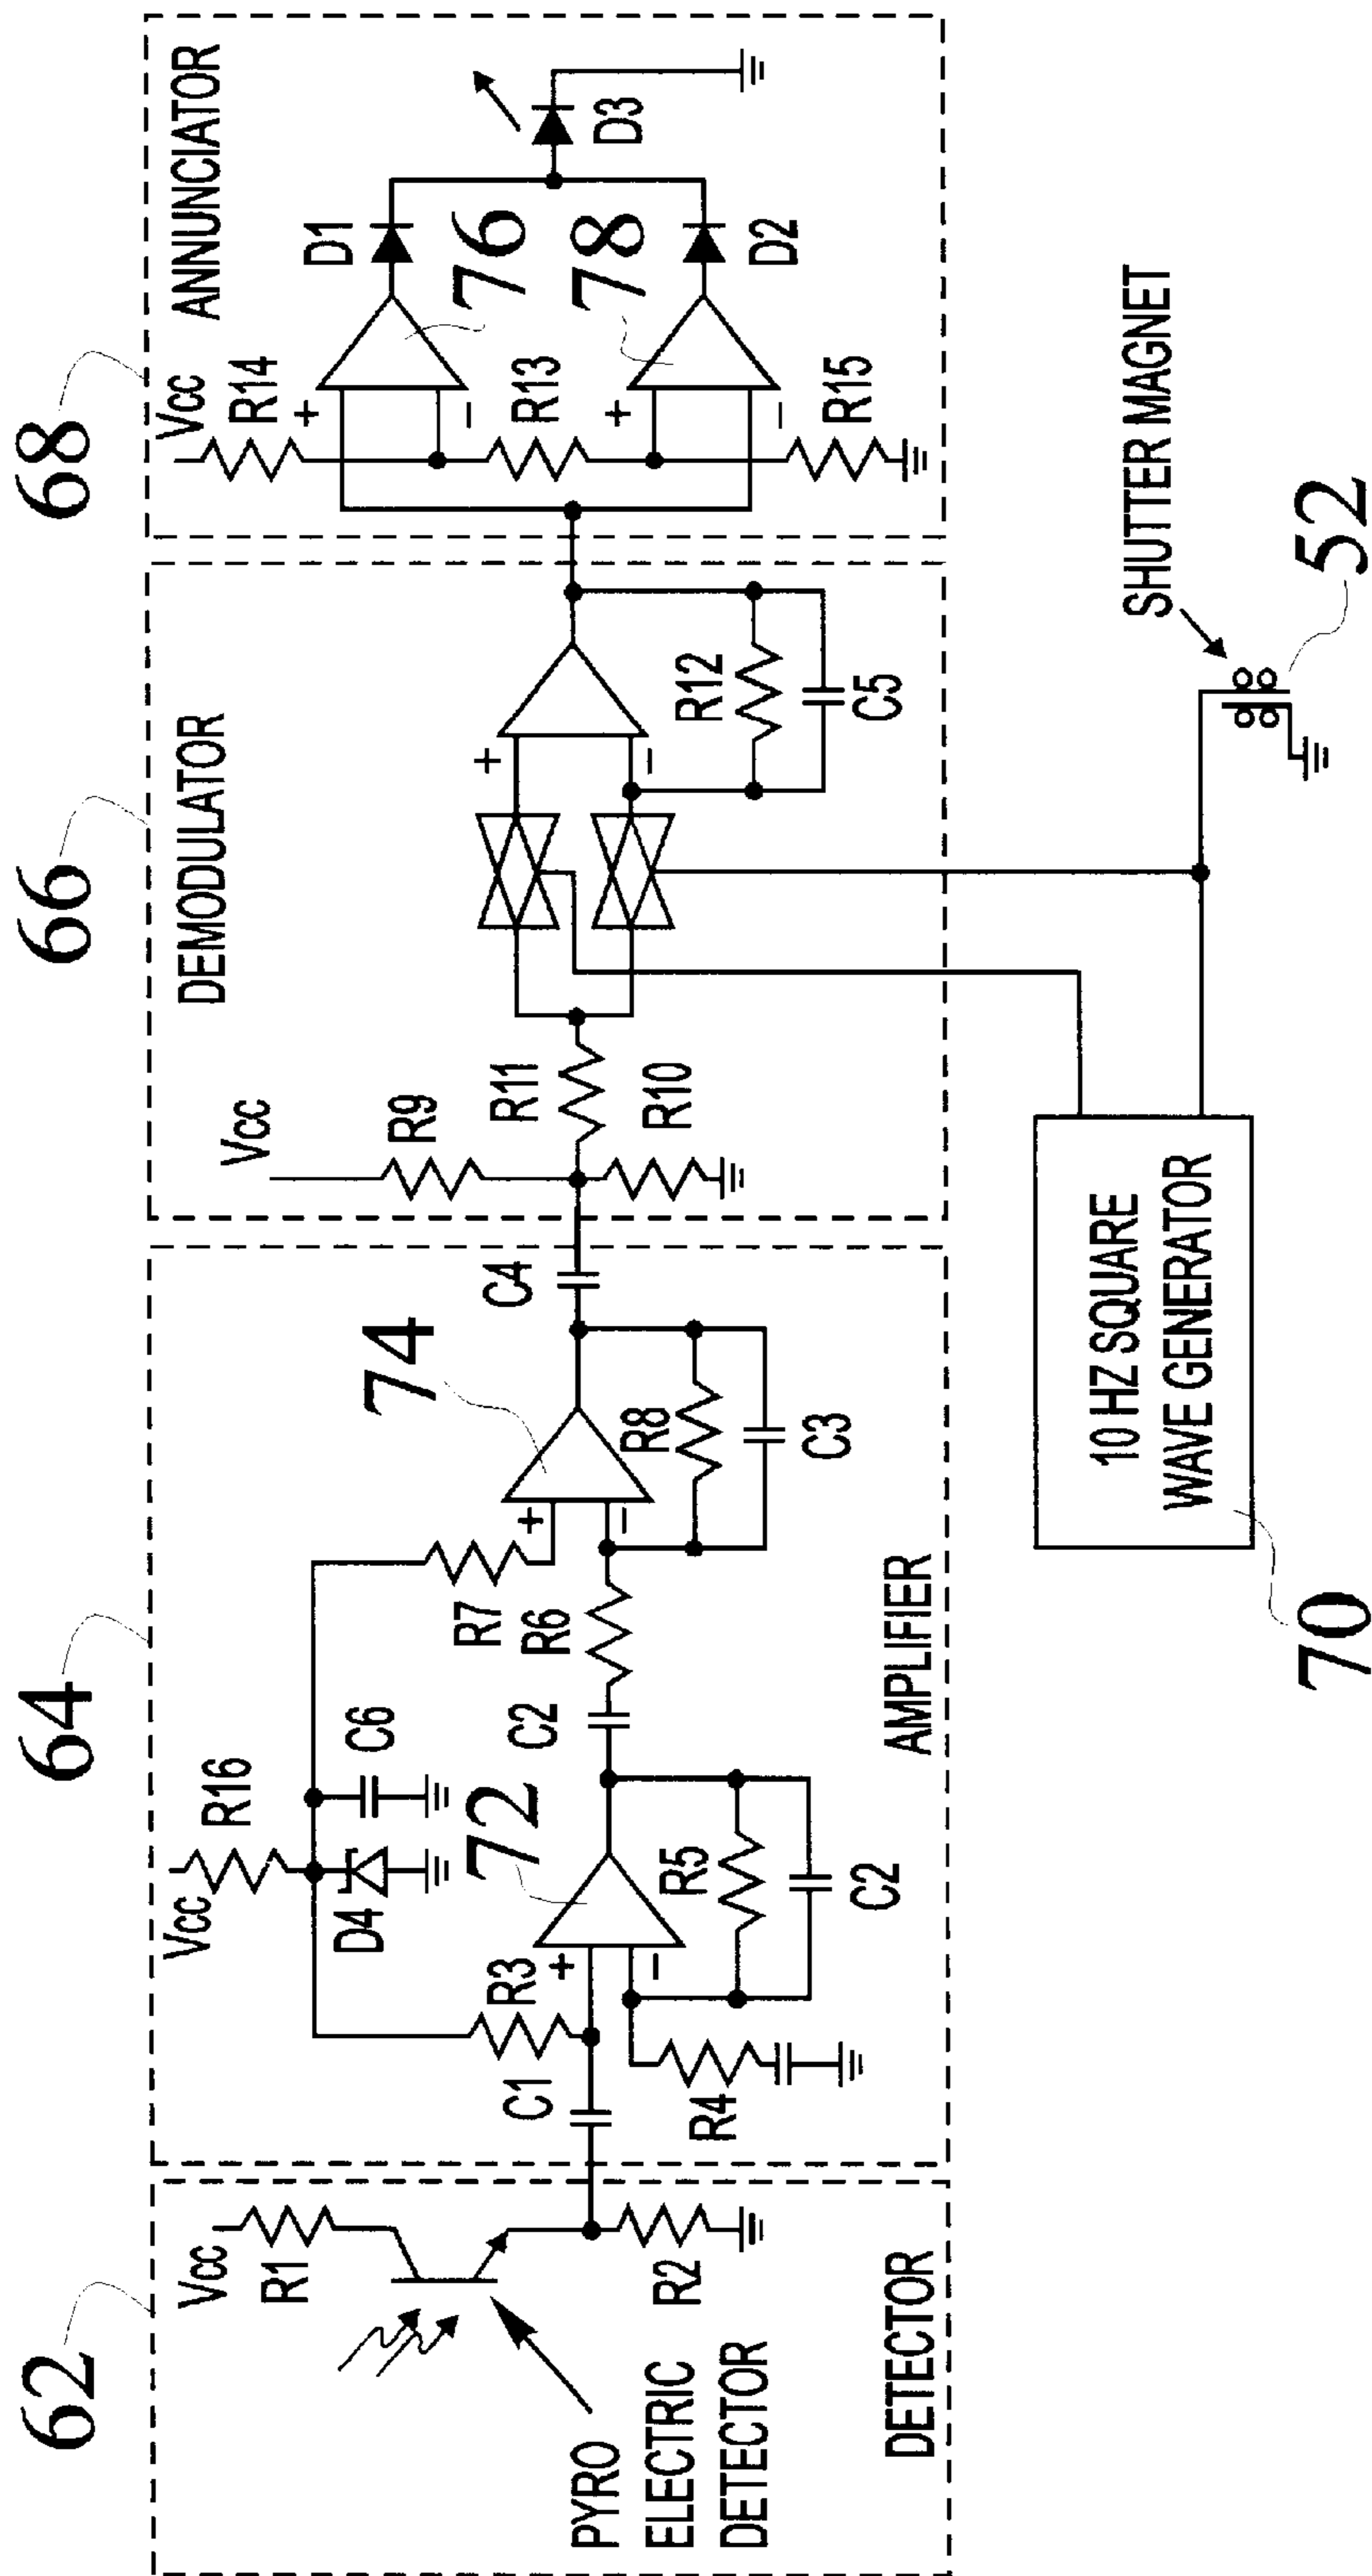 62
64
66
68
Vcc
R1
PYRO
ELECTRIC
DETECTOR
R2
DETECTOR
Vcc
R16
D4
C6
R3
C1
+
−
72
R4
R5
C2
C2
R6
R7
+
−
74
R8
C3
C4
AMPLIFIER
DEMODULATOR
Vcc
R9
R11
R10
+
−
R12
C5
ANNUNCIATOR
Vcc
R14
+
−
R13
+
−
R15
D1
76
78
D2
D3
10 HZ SQUARE
WAVE GENERATOR
70
SHUTTER MAGNET
52